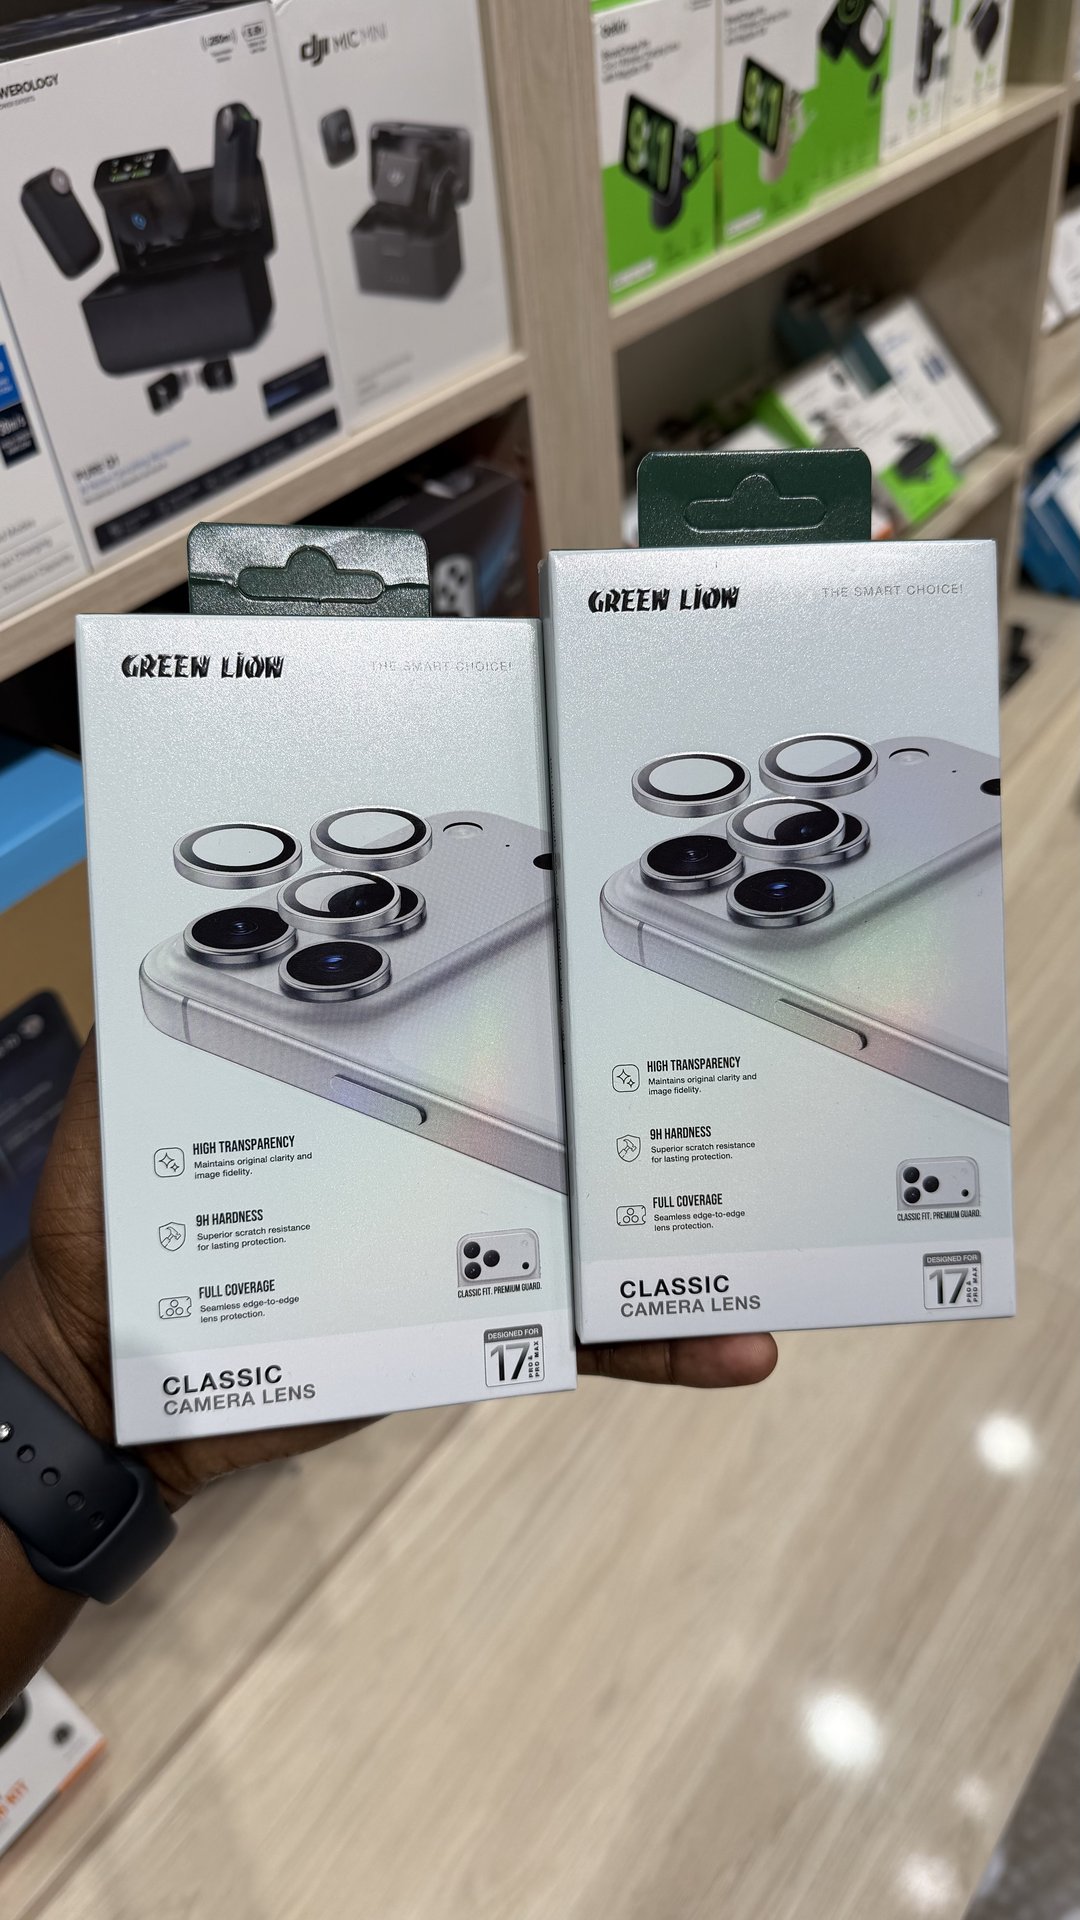 WEROLOGY
dji MIC MINI
PURE Q1
GREEN LION
THE SMART CHOICE!
HIGH TRANSPARENCY
Maintains original clarity and
image fidelity.
9H HARDNESS
Superior scratch resistance
for lasting protection.
FULL COVERAGE
Seamless edge-to-edge
lens protection.
CLASSIC FIT. PREMIUM GUARD.
CLASSIC
CAMERA LENS
DESIGNED FOR
17
PRO &
PRO MAX
GREEN LION
THE SMART CHOICE!
HIGH TRANSPARENCY
Maintains original clarity and
image fidelity.
9H HARDNESS
Superior scratch resistance
for lasting protection.
FULL COVERAGE
Seamless edge-to-edge
lens protection.
CLASSIC FIT. PREMIUM GUARD.
CLASSIC
CAMERA LENS
DESIGNED FOR
17
PRO &
PRO MAX